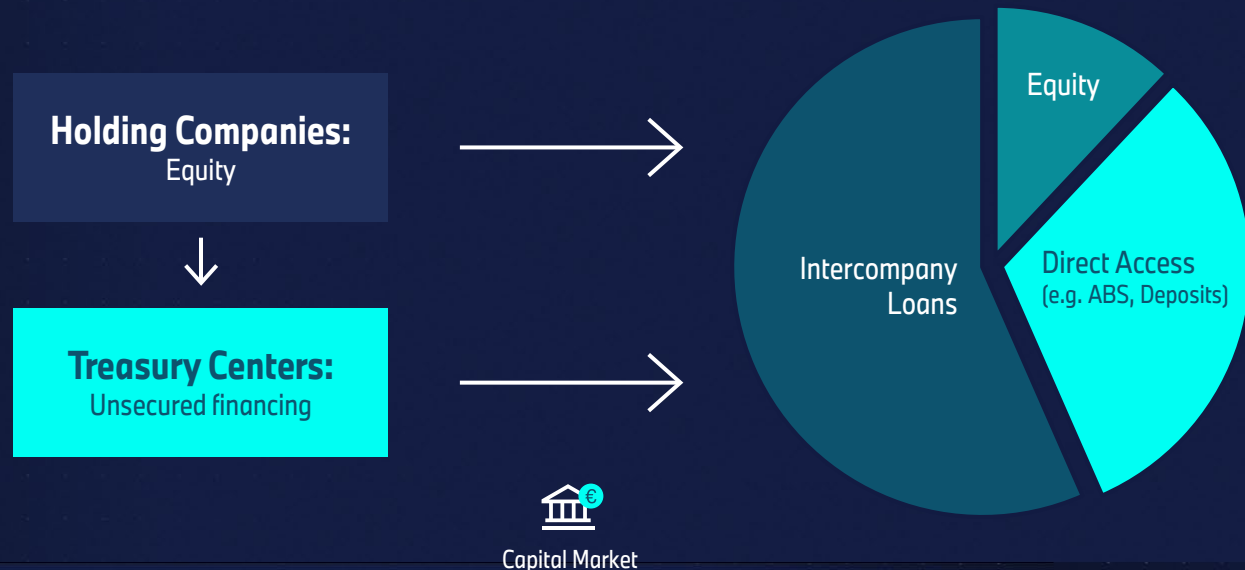 Holding Companies:
Equity
Treasury Centers:
Unsecured financing
€
Capital Market
Equity
Intercompany
Loans
Direct Access
(e.g. ABS, Deposits)